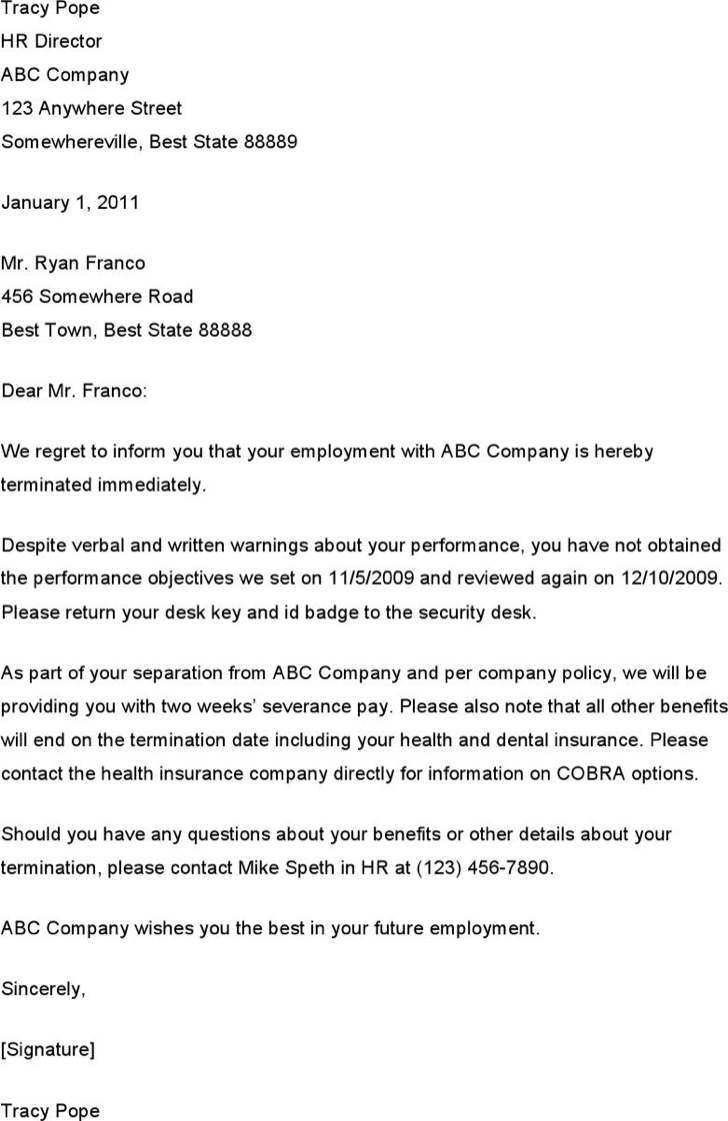 Tracy Pope
HR Director
ABC Company
123 Anywhere Street
Somewhereville, Best State 88889
January 1, 2011
Mr. Ryan Franco
456 Somewhere Road
Best Town, Best State 88888
Dear Mr. Franco:
We regret to inform you that your employment with ABC Company is hereby
terminated immediately.
Despite verbal and written warnings about your performance, you have not obtained
the performance objectives we set on 11/5/2009 and reviewed again on 12/10/2009.
Please return your desk key and id badge to the security desk.
As part of your separation from ABC Company and per company policy, we will be
providing you with two weeks’ severance pay. Please also note that all other benefits
will end on the termination date including your health and dental insurance. Please
contact the health insurance company directly for information on COBRA options.
Should you have any questions about your benefits or other details about your
termination, please contact Mike Speth in HR at (123) 456-7890.
ABC Company wishes you the best in your future employment.
Sincerely,
[Signature]
Tracy Pope